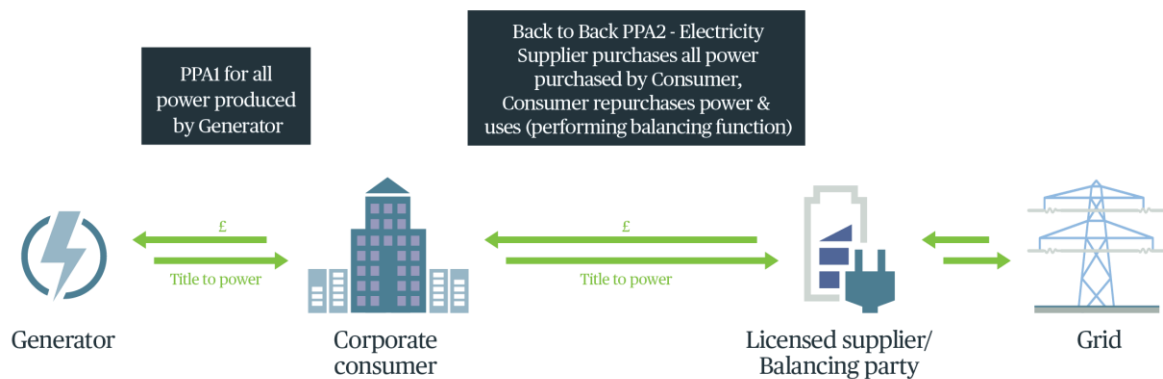 PPA1 for all
power produced
by Generator
Back to Back PPA2 - Electricity
Supplier purchases all power
purchased by Consumer,
Consumer repurchases power &
uses (performing balancing function)
£
Title to power
£
Title to power
Generator
Corporate
consumer
Licensed supplier/
Balancing party
Grid